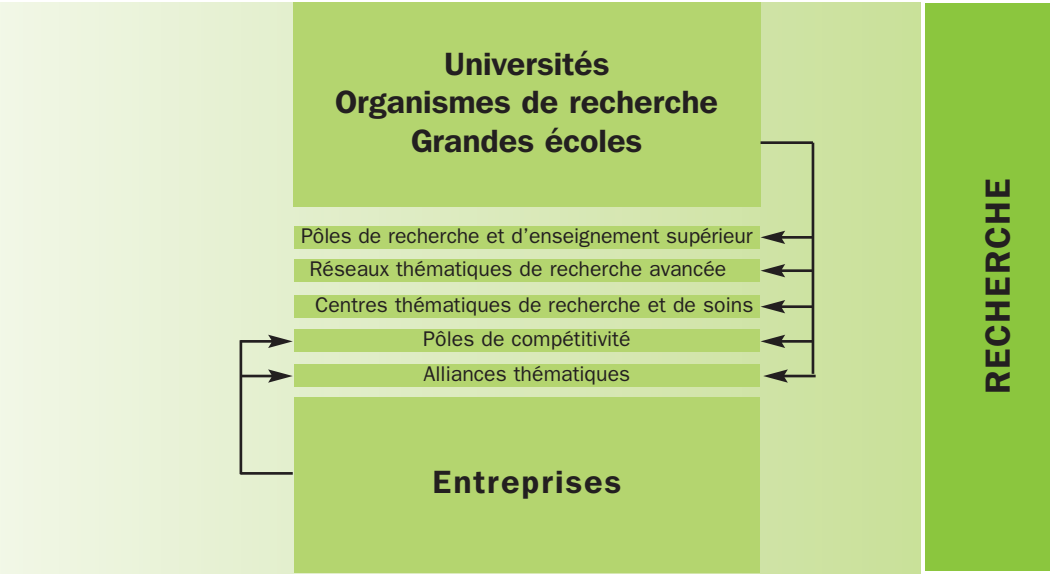 Universités
Organismes de recherche
Grandes écoles
Pôles de recherche et d'enseignement supérieur
Réseaux thématiques de recherche avancée
Centres thématiques de recherche et de soins
Pôles de compétitivité
Alliances thématiques
Entreprises
RECHERCHE